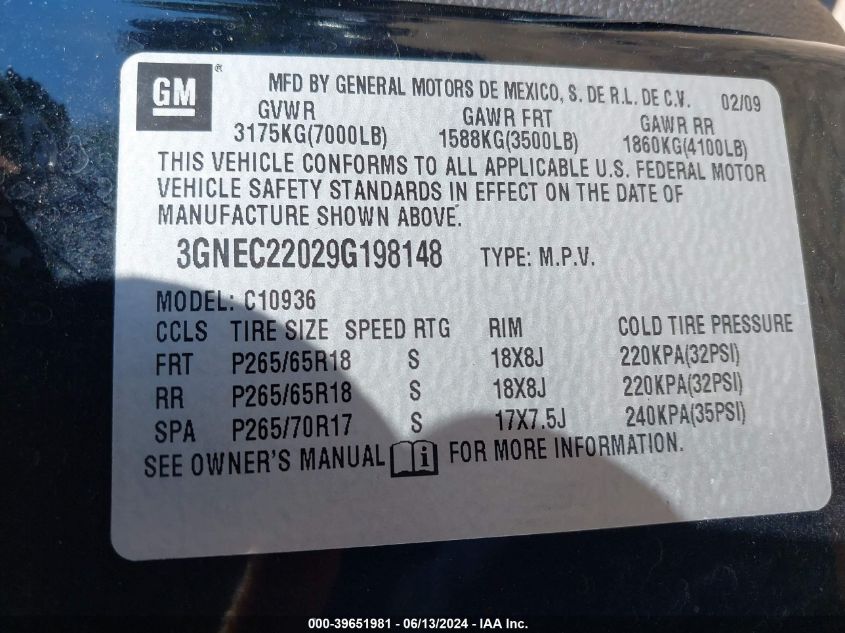 GM ® MFD BY GENERAL MOTORS DE MEXICO, S. DE R.L. DE C.V. 02/09
GVWR GAWR FRT GAWR RR
3175KG(7000LB) 1588KG(3500LB) 1860KG(4100LB)
THIS VEHICLE CONFORMS TO ALL APPLICABLE U.S. FEDERAL MOTOR
VEHICLE SAFETY STANDARDS IN EFFECT ON THE DATE OF
MANUFACTURE SHOWN ABOVE.
3GNEC22029G198148 TYPE: M.P.V.
MODEL: C10936
CCLS TIRE SIZE SPEED RTG RIM COLD TIRE PRESSURE
FRT P265/65R18 S 18X8J 220KPA(32PSI)
RR P265/65R18 S 18X8J 220KPA(32PSI)
SPA P265/70R17 S 17X7.5J 240KPA(35PSI)
SEE OWNER'S MANUAL i FOR MORE INFORMATION.
000-39651981 - 06/13/2024 - IAA Inc.